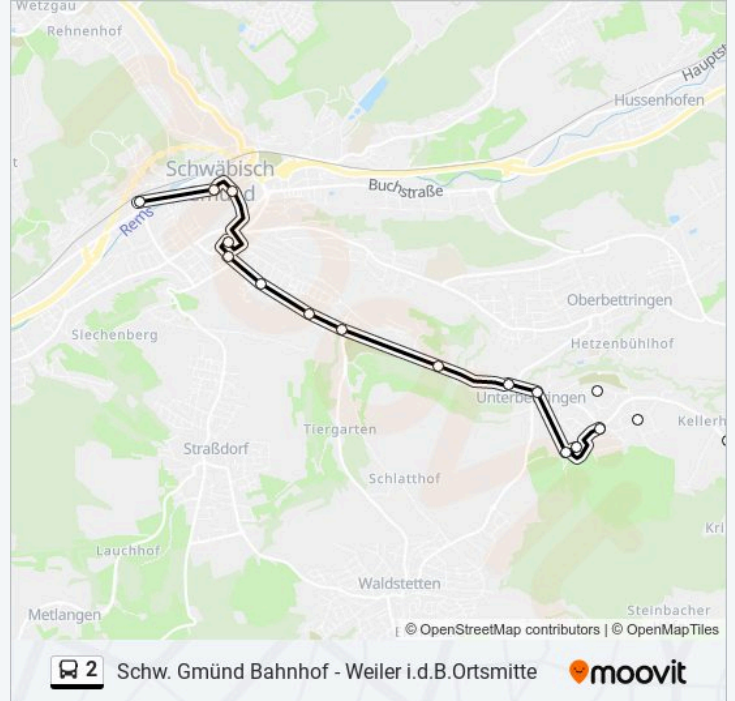 Wetzgau
Rehnenhof
Hauptst
Hussenhofen
t
Schwäbisch
Buchstraße
Rems
Oberbettringen
Siechenberg
Hetzenbühlhof
Unterbettringen
Kellerh
Tiergarten
Straßdorf
Schlatthof
Kri
Lauchhof
Waldstetten
Steinbacher
Metlangen
© OpenStreetMap contributors | © OpenMapTiles
2 Schw. Gmünd Bahnhof - Weiler i.d.B.Ortsmitte moovit